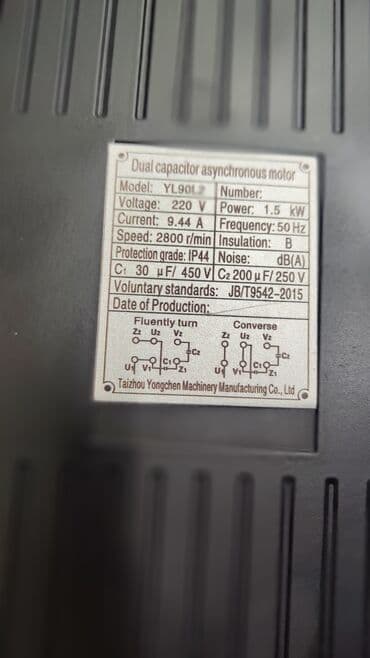 Dual capacitor asynchronous motor
Model: YL90L2 Number:
Voltage: 220 V Power: 1.5 kW
Current: 9.44 A Frequency: 50 Hz
Speed: 2800 r/min Insulation: B
Protection grade: IP44 Noise: dB(A)
C1 30 μF/ 450 V C2 200 μF/ 250 V
Voluntary standards: JB/T9542-2015
Date of Production:
Fluently turn Converse
Z2 U2 V2 Z2 U2 V2
C2 C2
C1 C1
U1 V1 Z1 U1 V1 Z1
Taizhou Yongchen Machinery Manufacturing Co., Ltd